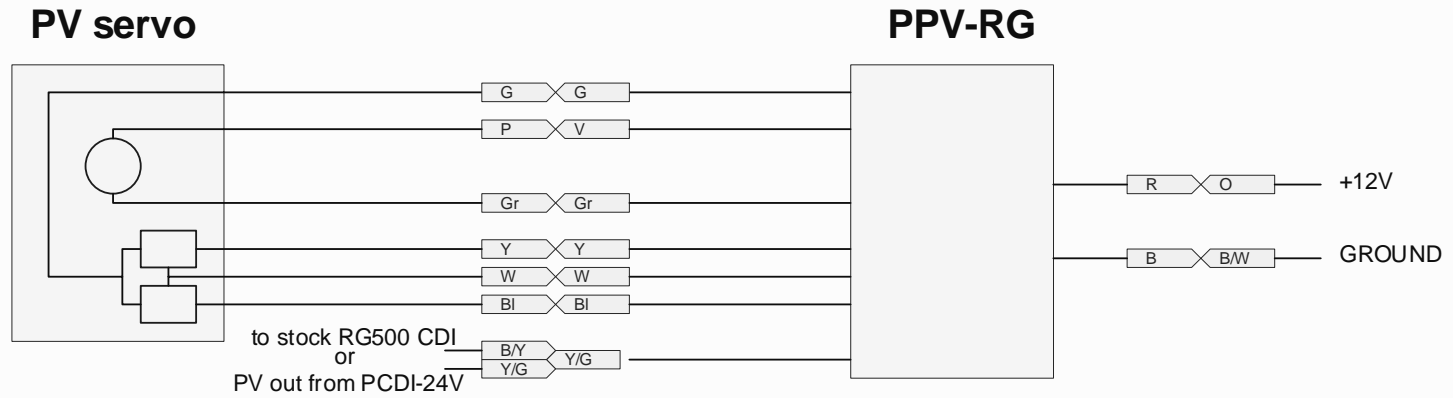 PV servo
PPV-RG
G G
P V
Gr Gr
R O +12V
Y Y
W W
B B/W GROUND
Bl Bl
to stock RG500 CDI
or
PV out from PCDI-24V
B/Y
Y/G
Y/G